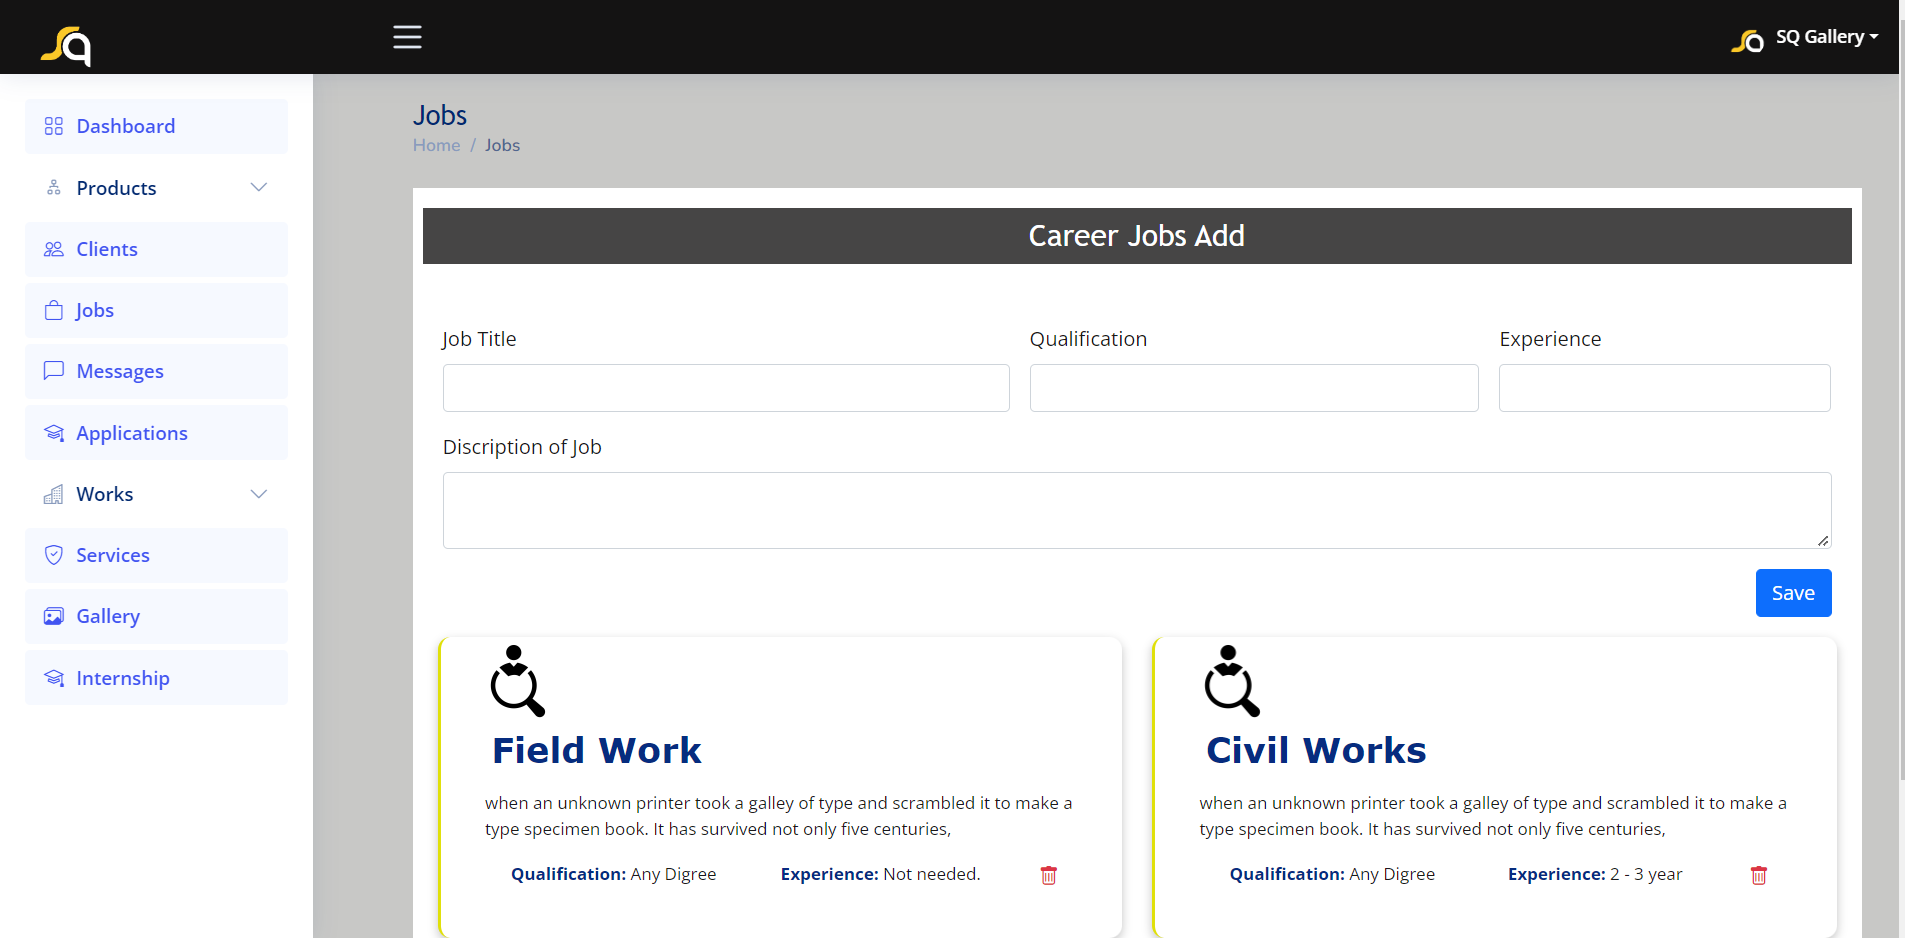 SQ Gallery
Dashboard
Products
Clients
Jobs
Messages
Applications
Works
Services
Gallery
Internship
Jobs
Home / Jobs
Career Jobs Add
Job Title
Qualification
Experience
Discription of Job
Save
Field Work
when an unknown printer took a galley of type and scrambled it to make a
type specimen book. It has survived not only five centuries,
Qualification: Any Digree
Experience: Not needed.
Civil Works
when an unknown printer took a galley of type and scrambled it to make a
type specimen book. It has survived not only five centuries,
Qualification: Any Digree
Experience: 2 - 3 year